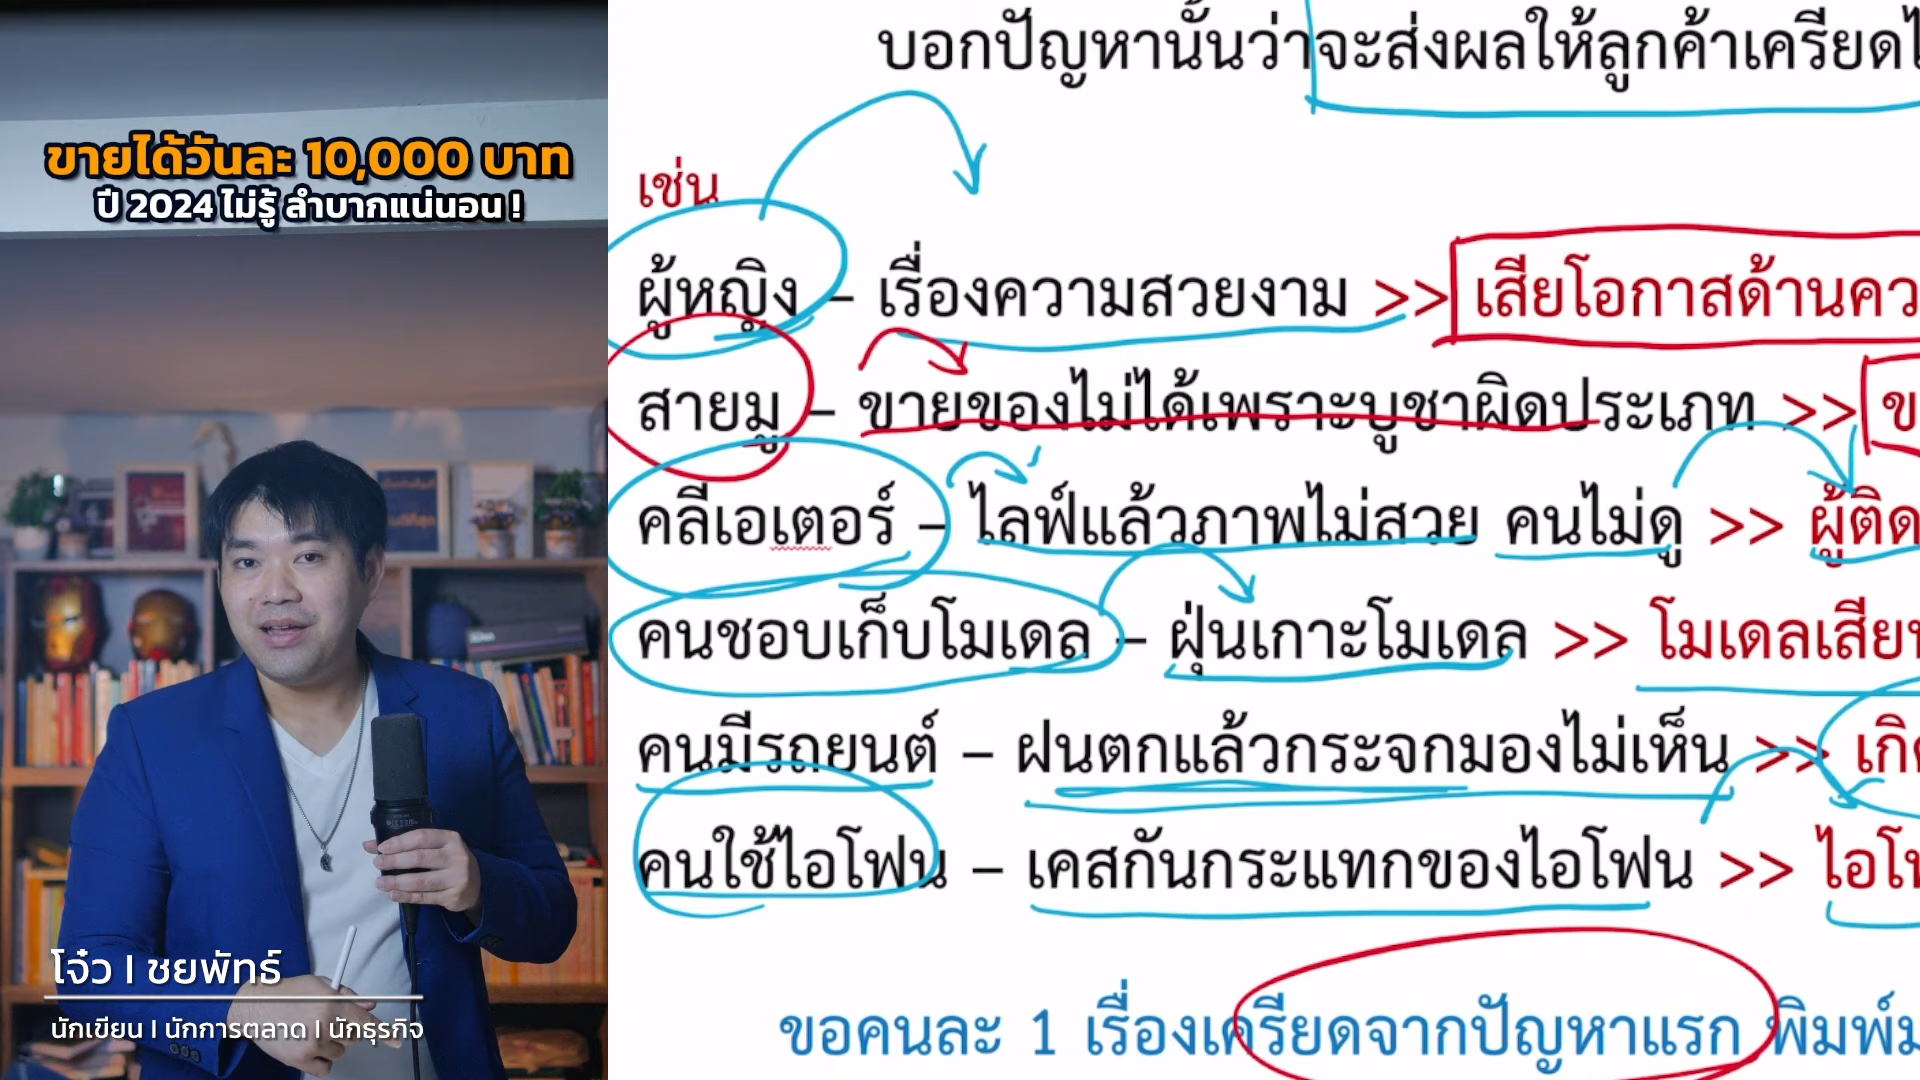 ขายได้วันละ 10,000 บาท
ปี 2024 ไม่รู้ ลำบากแน่นอน !
โจ๋ว I ชยพัทธ์
นักเขียน I นักการตลาด I นักธุรกิจ
บอกปัญหานั้นว่าจะส่งผลให้ลูกค้าเครียด
เช่น
ผู้หญิง – เรื่องความสวยงาม >> เสียโอกาสด้านคว
สายมู – ขายของไม่ได้เพราะบูชาผิดประเภท >> ข
คลีเอเตอร์ – ไลฟ์แล้วภาพไม่สวย คนไม่ดู >> ผู้ติด
คนชอบเก็บโมเดล – ฝุ่นเกาะโมเดล >> โมเดลเสีย
คนมีรถยนต์ – ฝนตกแล้วกระจกมองไม่เห็น >> เกิ
คนใช้ไอโฟน – เคสกันกระแทกของไอโฟน >> ไอโ
ขอคนละ 1 เรื่องเครียดจากปัญหาแรก พิมพ์ม